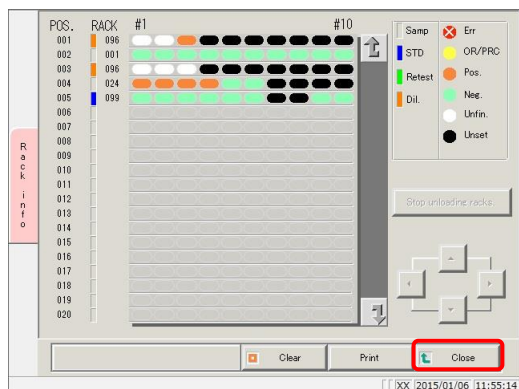 POS. RACK #1 #10
001 096
002 001
003 096
004 024
005 099
006
007
008
009
010
011
012
013
014
015
016
017
018
019
020
Rack info
Samp Err
STD OR/PRC
Retest Pos.
Dil. Neg.
Unfin.
Unset
Stop unloading racks.
Clear Print Close
XX 2015/01/06 11:55:14